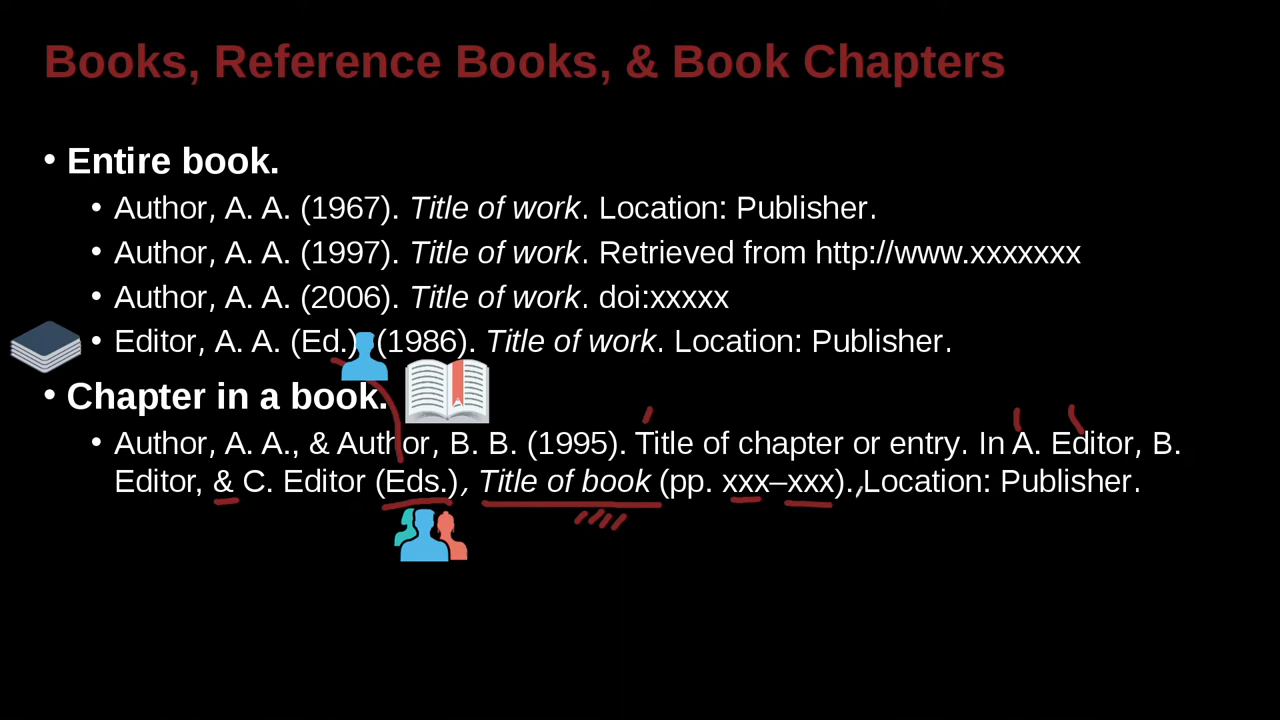 Books, Reference Books, & Book Chapters
• Entire book.
• Author, A. A. (1967). Title of work. Location: Publisher.
• Author, A. A. (1997). Title of work. Retrieved from http://www.xxxxxxx
• Author, A. A. (2006). Title of work. doi:xxxxx
• Editor, A. A. (Ed.). (1986). Title of work. Location: Publisher.
• Chapter in a book.
• Author, A. A., & Author, B. B. (1995). Title of chapter or entry. In A. Editor, B.
Editor, & C. Editor (Eds.), Title of book (pp. xxx–xxx). Location: Publisher.